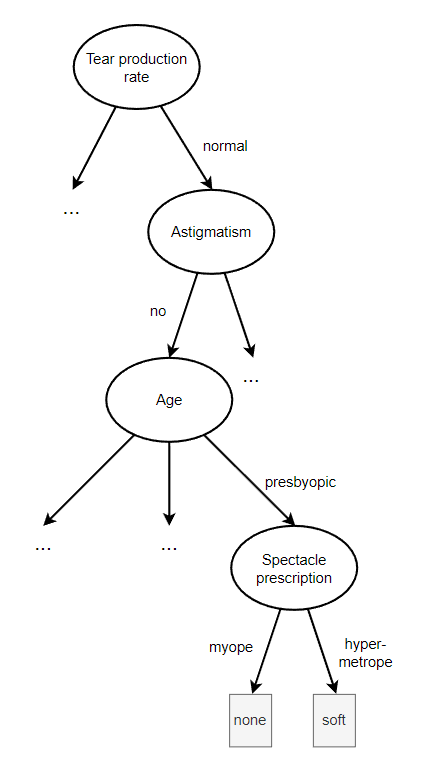 Tear production
rate
normal
...
Astigmatism
no
...
Age
presbyopic
...
...
Spectacle
prescription
myope
hyper-
metrope
none
soft